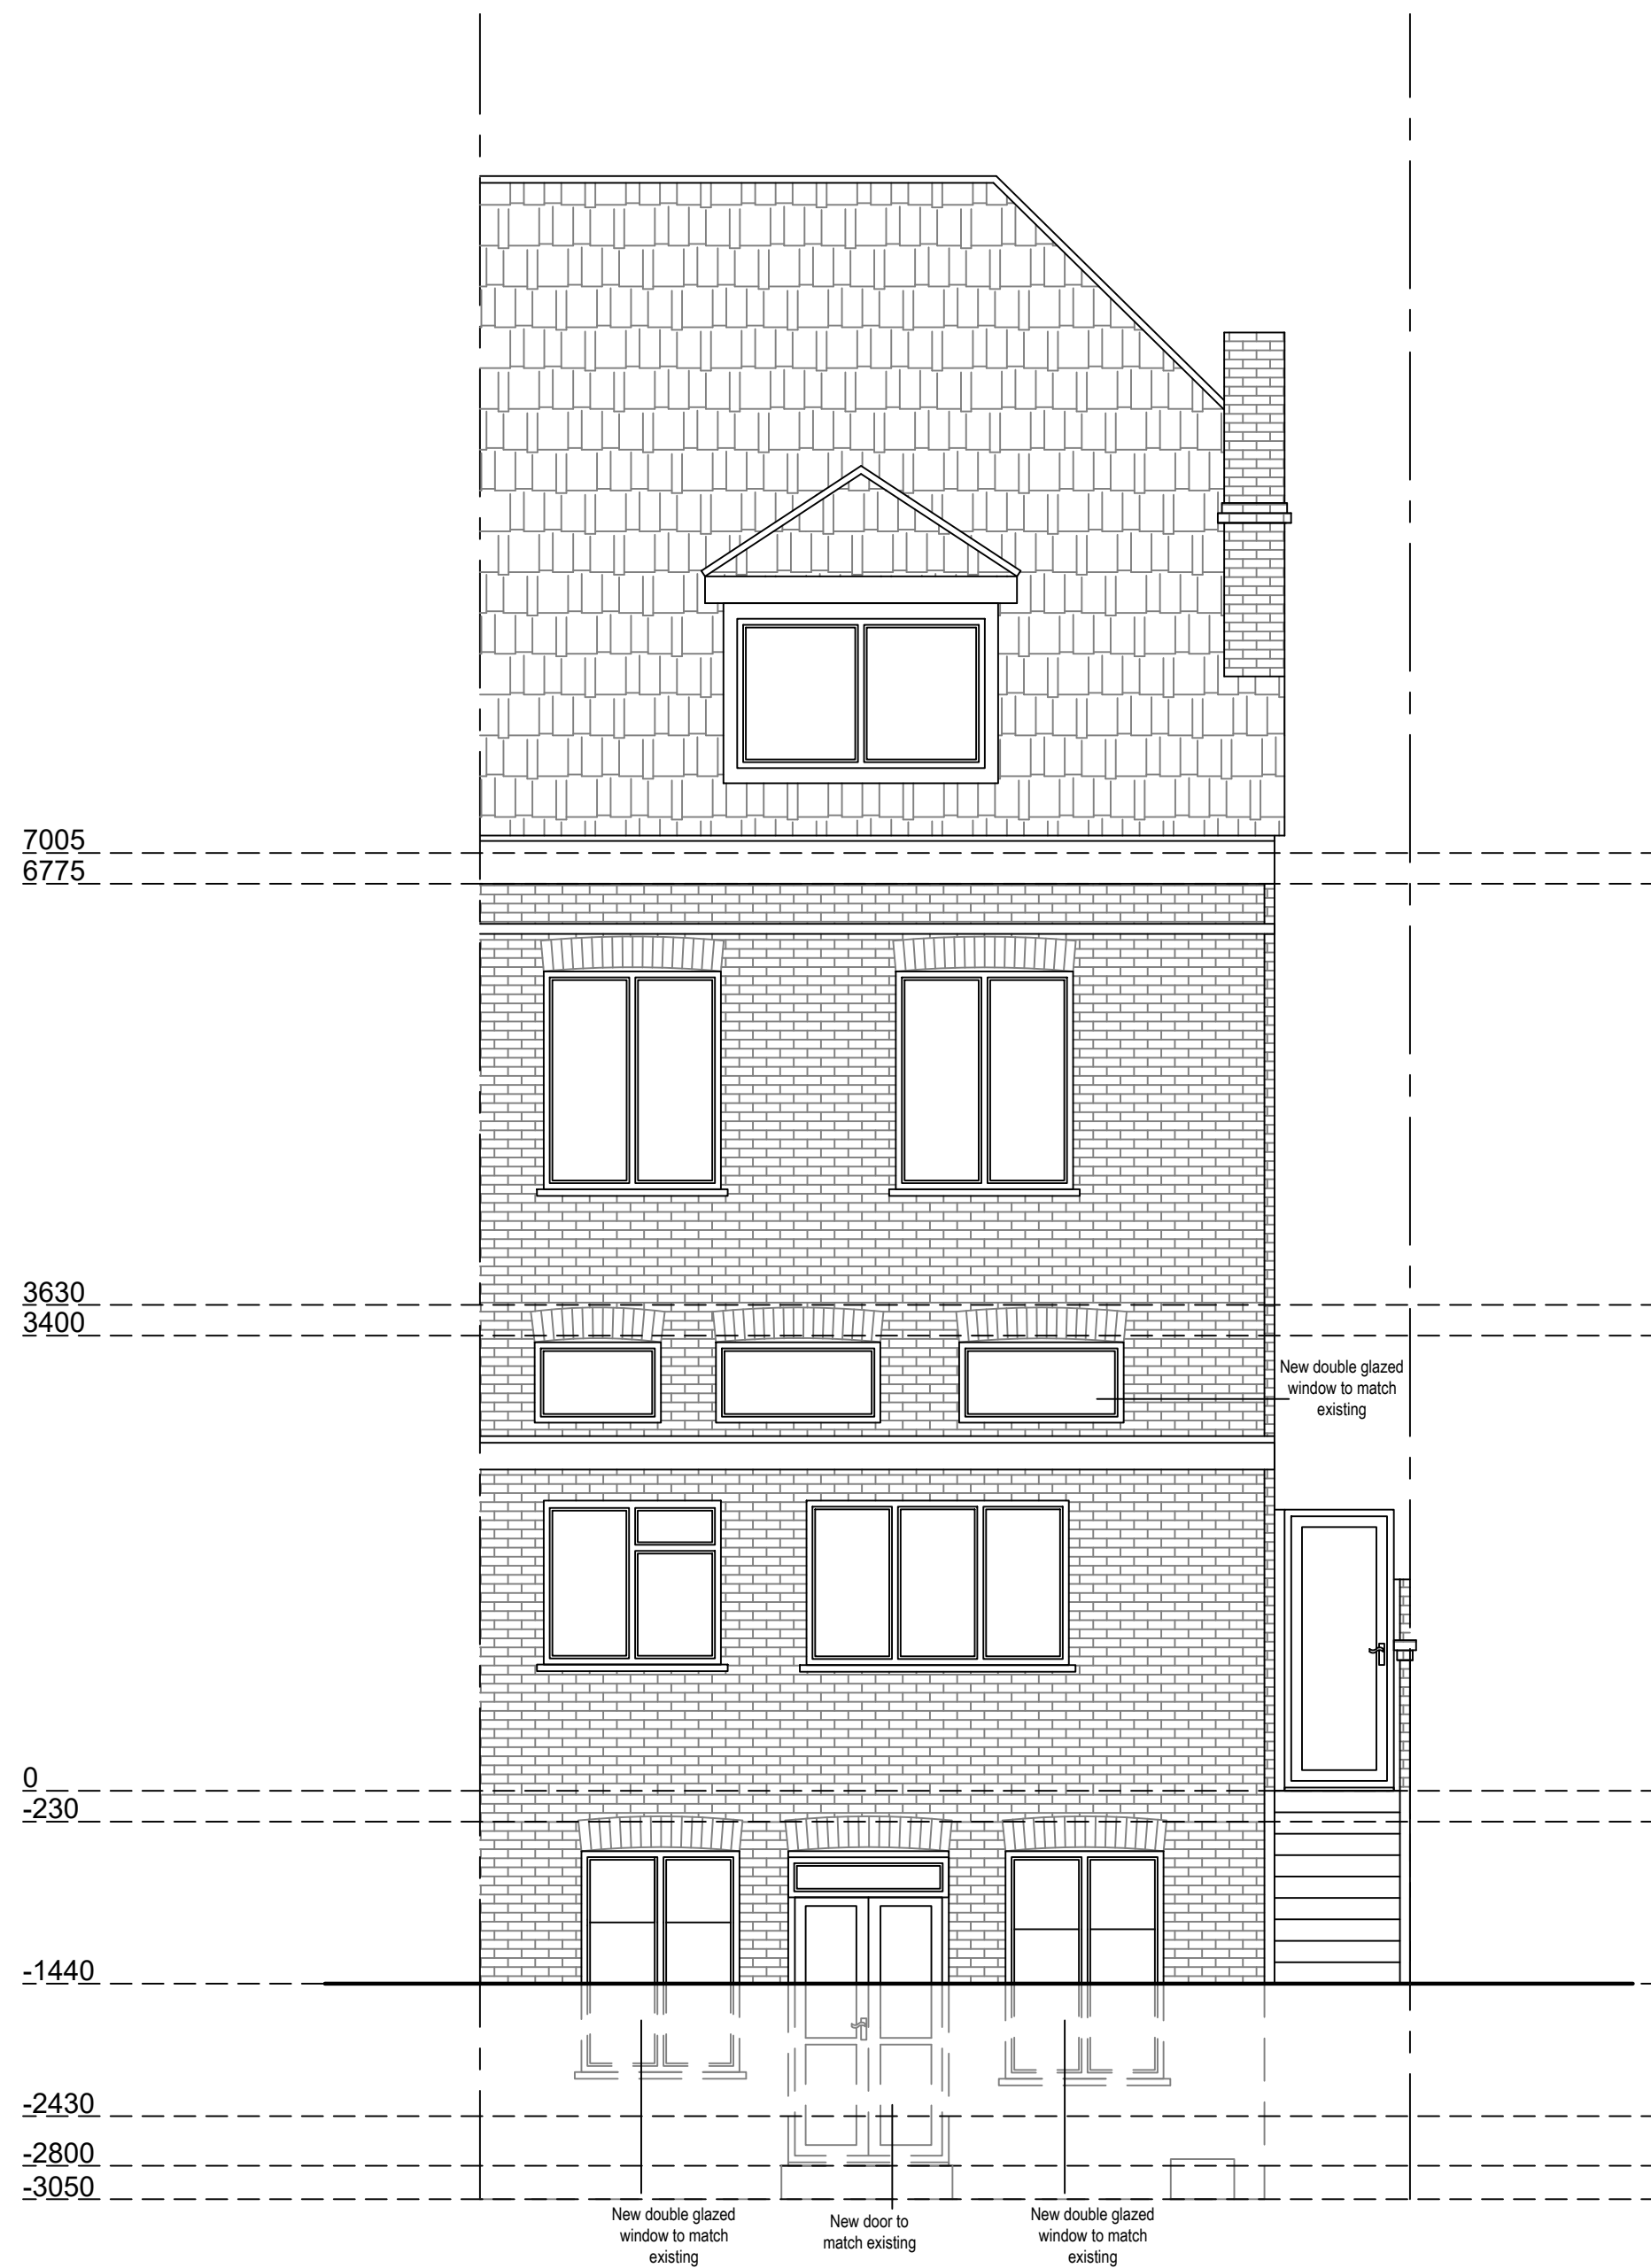 7005
6775
3630
3400
New double glazed
window to match
existing
0
-230
-1440
-2430
-2800
-3050
New double glazed
window to match
existing
New door to
match existing
New double glazed
window to match
existing